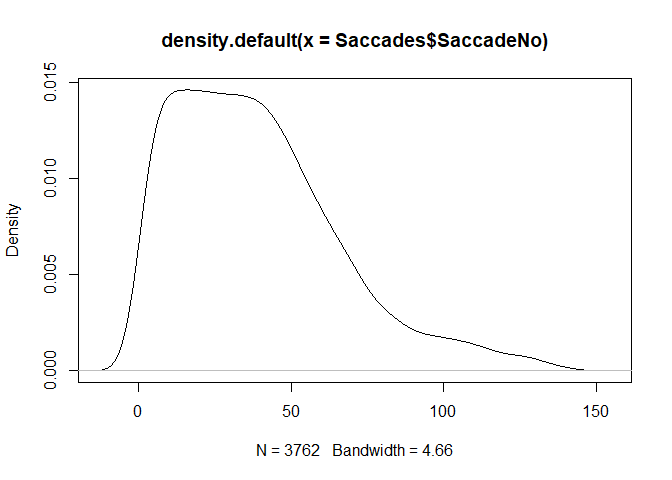 density.default(x = Saccades$SaccadeNo)
Density
0.015
0.010
0.005
0.000
0 50 100 150
N = 3762 Bandwidth = 4.66